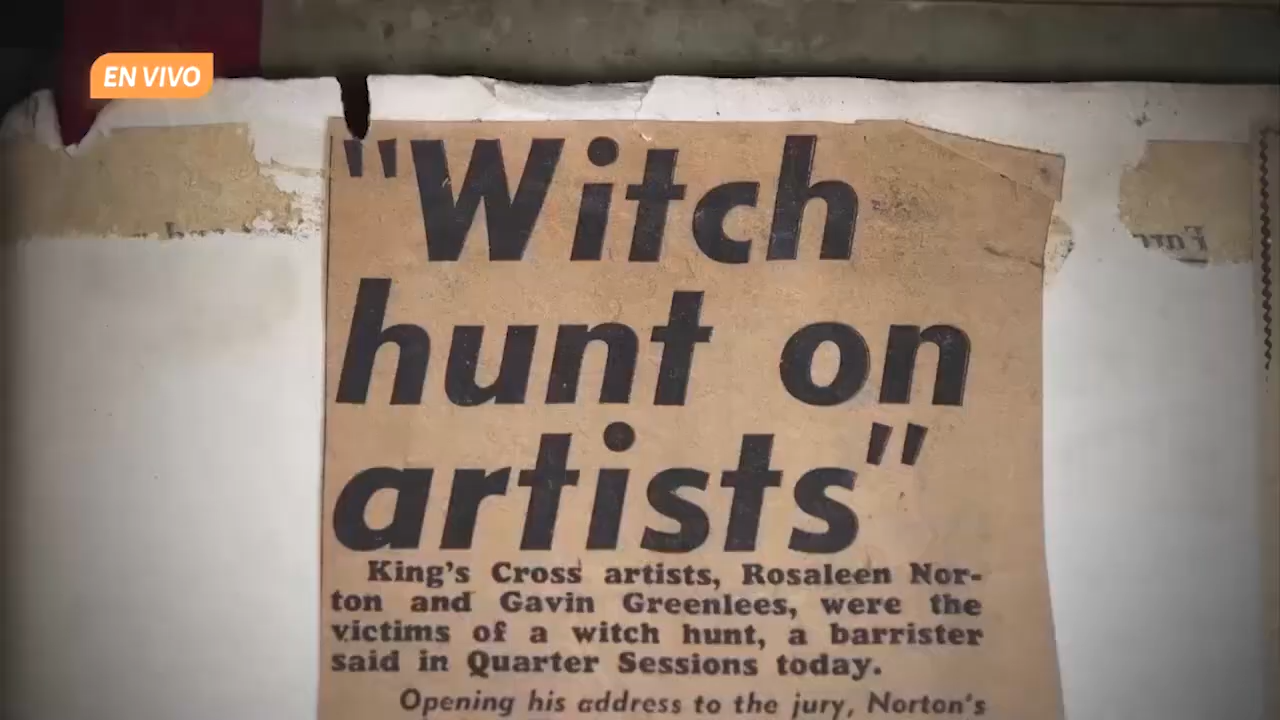 EN VIVO
"Witch
hunt on
artists"
King's Cross artists, Rosaleen Nor-
ton and Gavin Greenlees, were the
victims of a witch hunt, a barrister
said in Quarter Sessions today.
Opening his address to the jury, Norton's